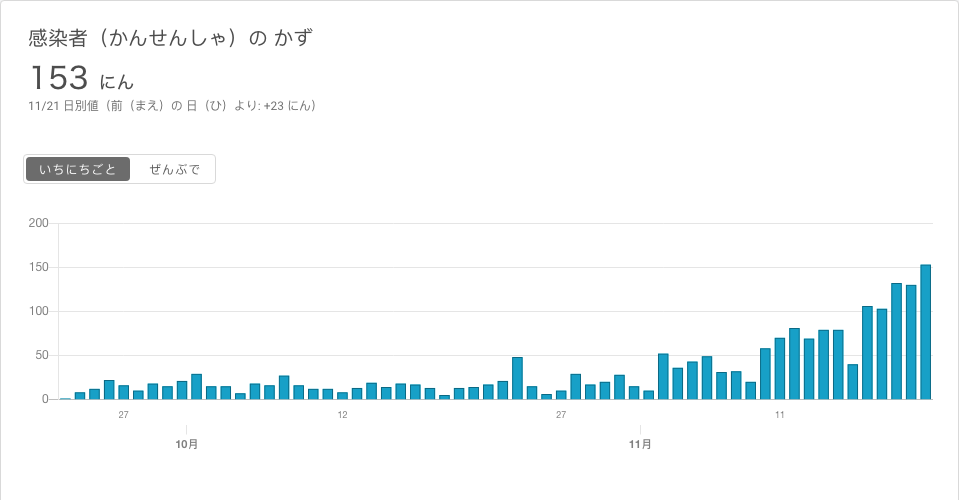 感染者（かんせんしゃ）の かず
153 にん
11/21 日別値（前（まえ）の 日（ひ）より: +23 にん）
いちにちごと ぜんぶで
200
150
100
50
0
27 12 27 11
10月 11月